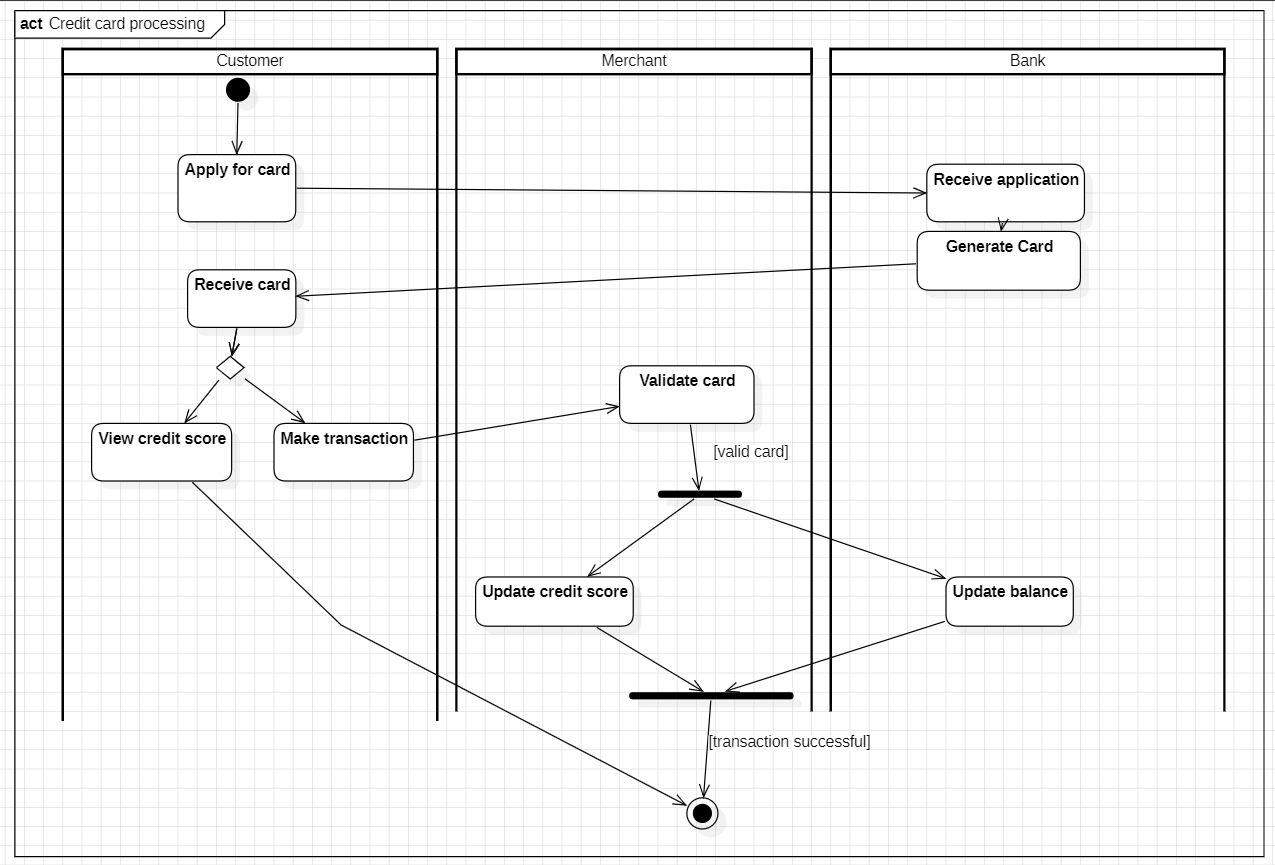 act Credit card processing
Customer
Merchant
Bank
Apply for card
Receive application
Generate Card
Receive card
Validate card
View credit score
Make transaction
[valid card]
Update credit score
Update balance
[transaction successful]